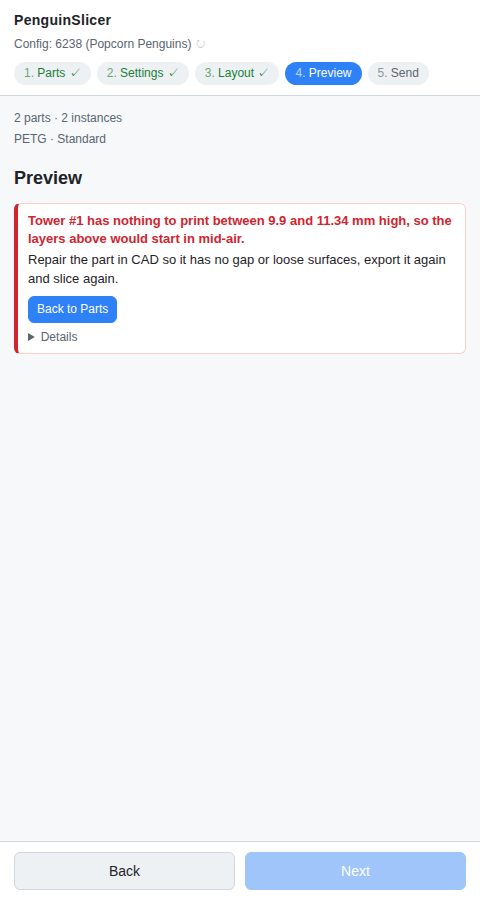 PenguinSlicer
Config: 6238 (Popcorn Penguins)
1. Parts ✓ 2. Settings ✓ 3. Layout ✓ 4. Preview 5. Send
2 parts · 2 instances
PETG · Standard
Preview
Tower #1 has nothing to print between 9.9 and 11.34 mm high, so the
layers above would start in mid-air.
Repair the part in CAD so it has no gap or loose surfaces, export it again
and slice again.
Back to Parts
Details
Back Next